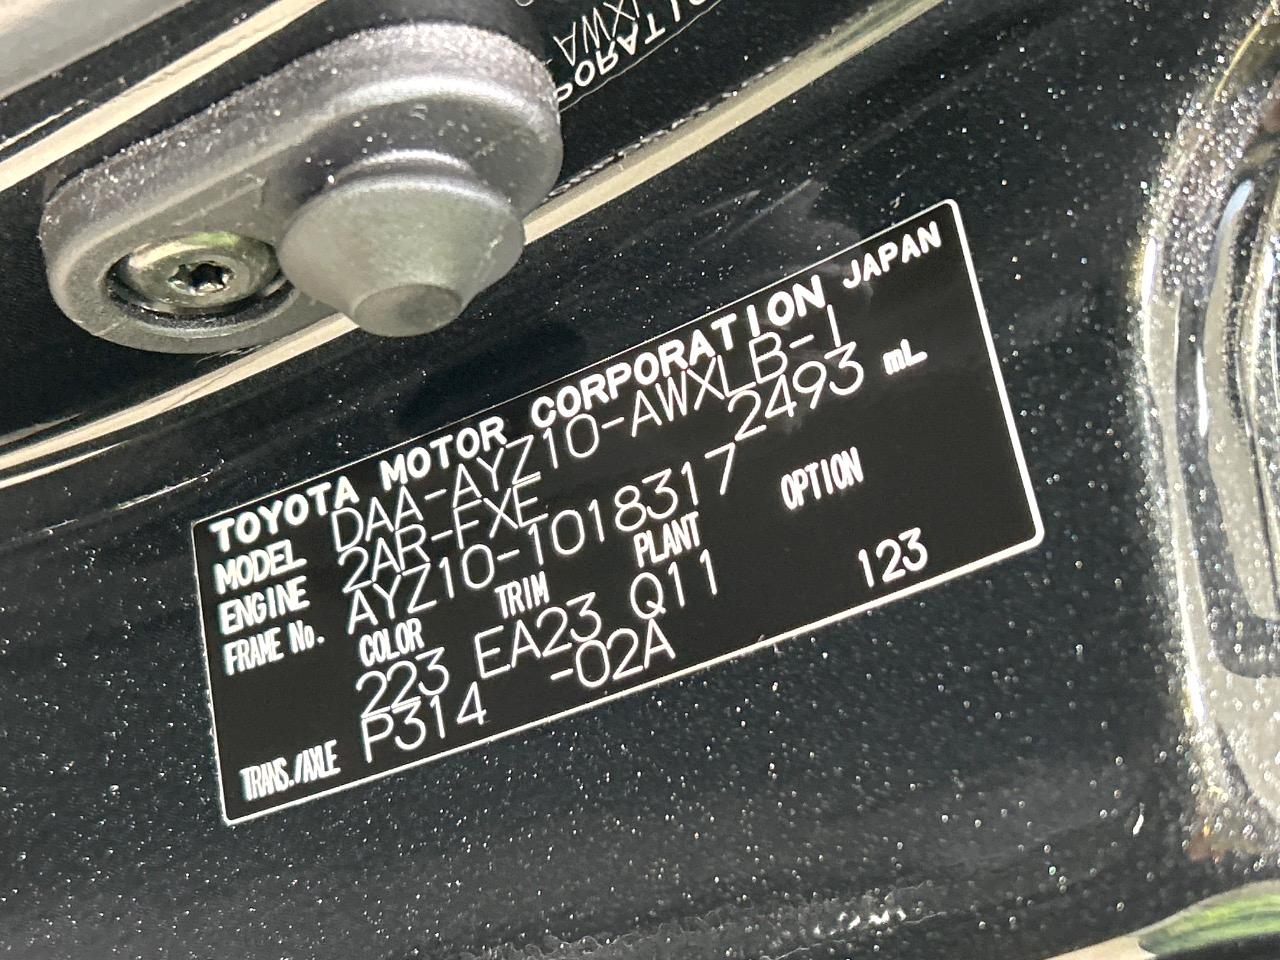 TOYOTA MOTOR CORPORATION JAPAN
MODEL DAA-AYZ10-AWXLB-1
ENGINE 2AR-FXE 2493 mL
FRAME No. AYZ10-1018317
COLOR TRIM PLANT OPTION
223 EA23 Q11 123
TRANS./AXLE P314 -02A